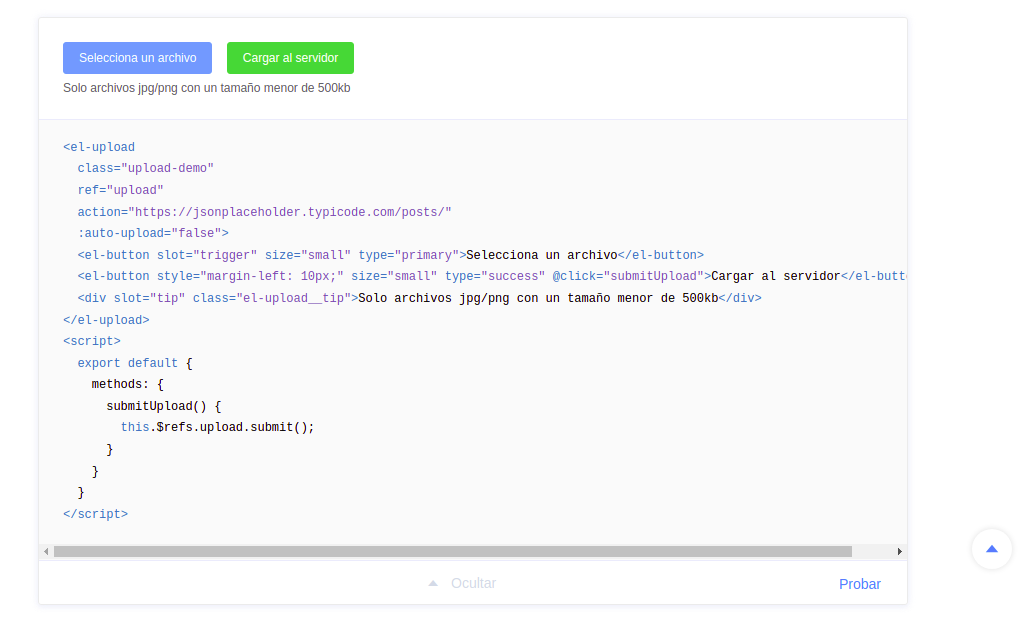 Selecciona un archivo Cargar al servidor
Solo archivos jpg/png con un tamaño menor de 500kb
<el-upload
  class="upload-demo"
  ref="upload"
  action="https://jsonplaceholder.typicode.com/posts/"
  :auto-upload="false">
  <el-button slot="trigger" size="small" type="primary">Selecciona un archivo</el-button>
  <el-button style="margin-left: 10px;" size="small" type="success" @click="submitUpload">Cargar al servidor</el-butt
  <div slot="tip" class="el-upload__tip">Solo archivos jpg/png con un tamaño menor de 500kb</div>
</el-upload>
<script>
  export default {
    methods: {
      submitUpload() {
        this.$refs.upload.submit();
      }
    }
  }
</script>
Ocultar Probar